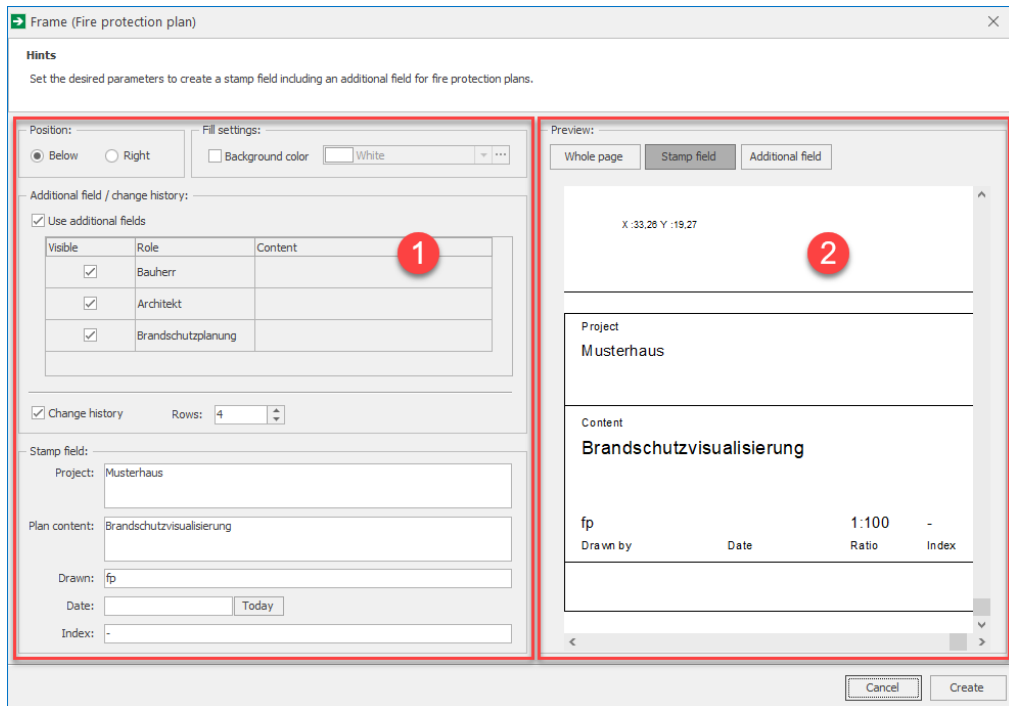 Frame (Fire protection plan)
Hints
Set the desired parameters to create a stamp field including an additional field for fire protection plans.
Position:
Below
Right
Fill settings:
Background color
White
Additional field / change history:
Use additional fields
Visible Role Content
Bauherr
Architekt
Brandschutzplanung
1
Change history Rows: 4
Stamp field:
Project: Musterhaus
Plan content: Brandschutzvisualisierung
Drawn: fp
Date: Today
Index: -
Preview:
Whole page Stamp field Additional field
X :33,26 Y :19,27
2
Project
Musterhaus
Content
Brandschutzvisualisierung
fp 1:100 -
Drawn by Date Ratio Index
Cancel Create